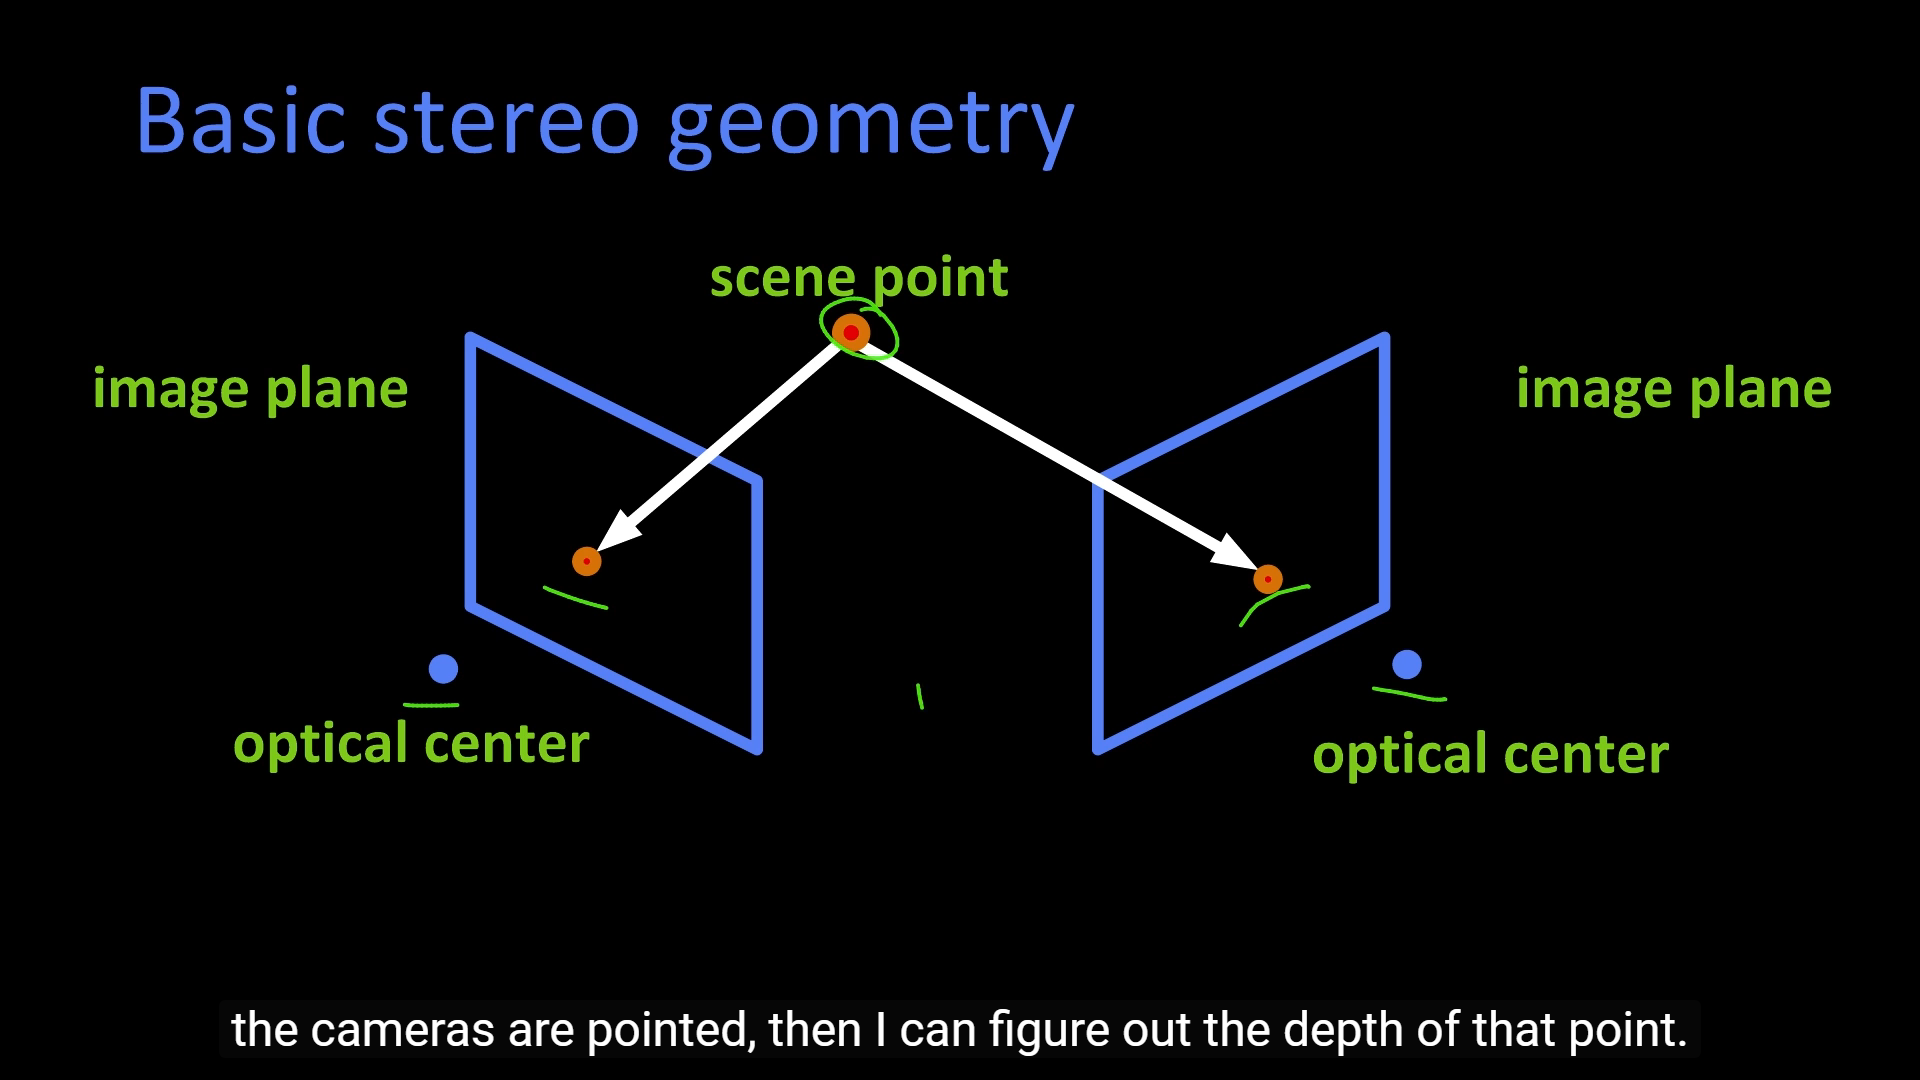 Basic stereo geometry
scene point
image plane
image plane
optical center
optical center
the cameras are pointed, then I can figure out the depth of that point.